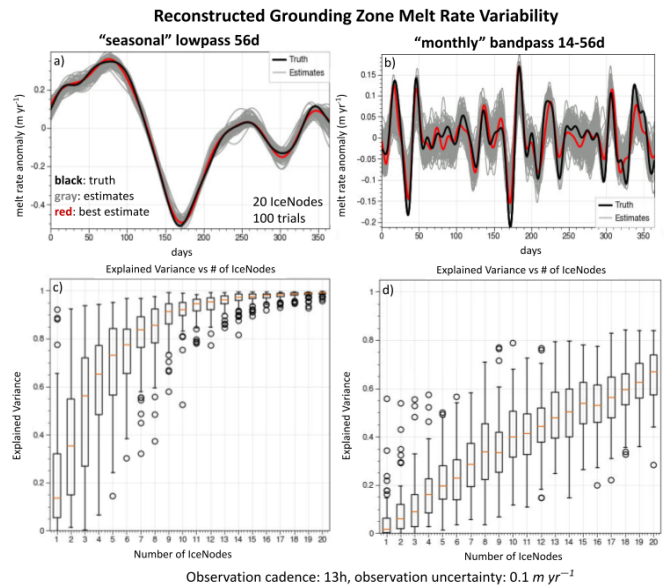 Reconstructed Grounding Zone Melt Rate Variability
“seasonal” lowpass 56d
“monthly” bandpass 14-56d
a)
Truth
Estimates
melt rate anomaly (m yr⁻¹)
0.2
0
-0.2
-0.4
black: truth
gray: estimates
red: best estimate
20 IceNodes
100 trials
0 50 100 150 200 250 300 350
days
b)
melt rate anomaly (m yr⁻¹)
0.15
0.1
0.05
0
-0.05
-0.1
-0.15
-0.2
Truth
Estimates
0 50 100 150 200 250 300 350
days
Explained Variance vs # of IceNodes
c)
Explained Variance
1
0.8
0.6
0.4
0.2
0
1 2 3 4 5 6 7 8 9 10 11 12 13 14 15 16 17 18 19 20
Number of IceNodes
Explained Variance vs # of IceNodes
d)
Explained Variance
1
0.8
0.6
0.4
0.2
0
1 2 3 4 5 6 7 8 9 10 11 12 13 14 15 16 17 18 19 20
Number of IceNodes
Observation cadence: 13h, observation uncertainty: 0.1 m yr⁻¹